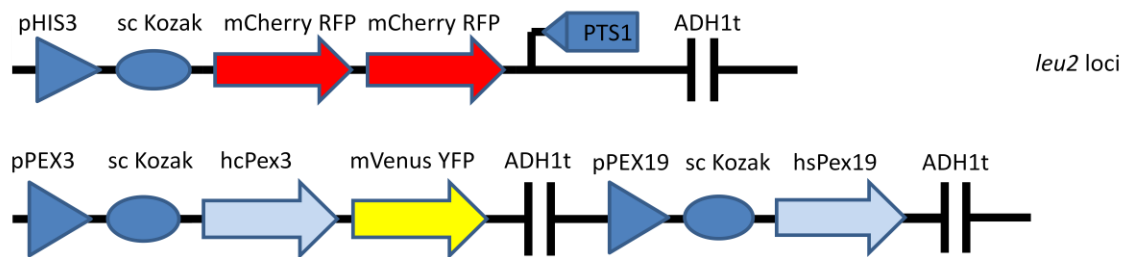 pHIS3 sc Kozak mCherry RFP mCherry RFP PTS1 ADH1t
leu2 loci
pPEX3 sc Kozak hcPex3 mVenus YFP ADH1t pPEX19 sc Kozak hsPex19 ADH1t